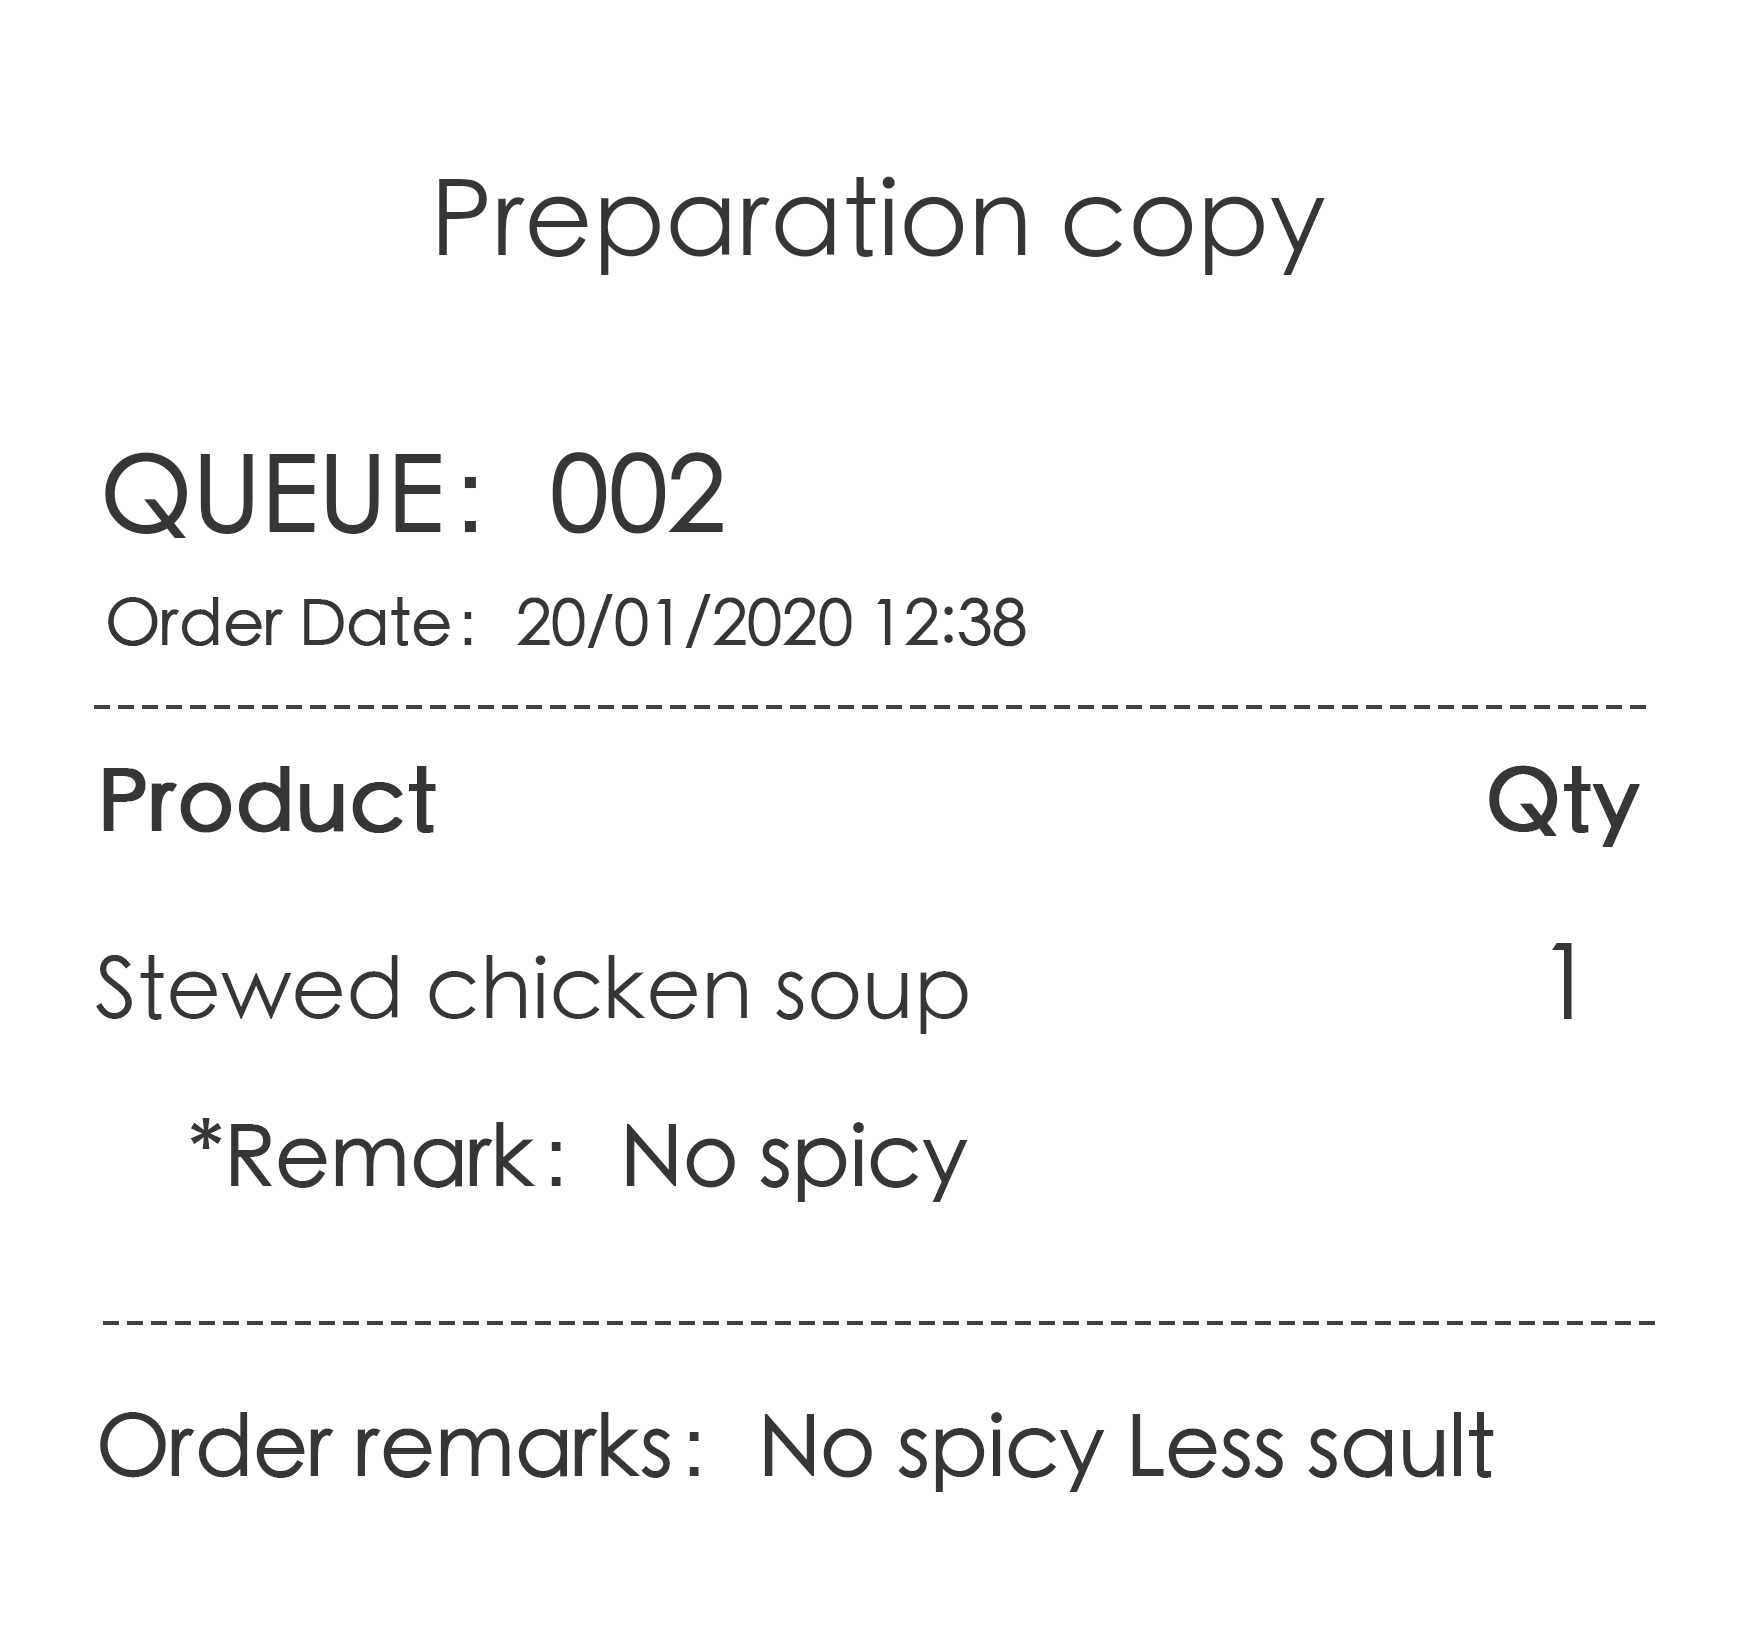 Preparation copy
QUEUE: 002
Order Date: 20/01/2020 12:38
Product Qty
Stewed chicken soup 1
*Remark: No spicy
Order remarks: No spicy Less sault